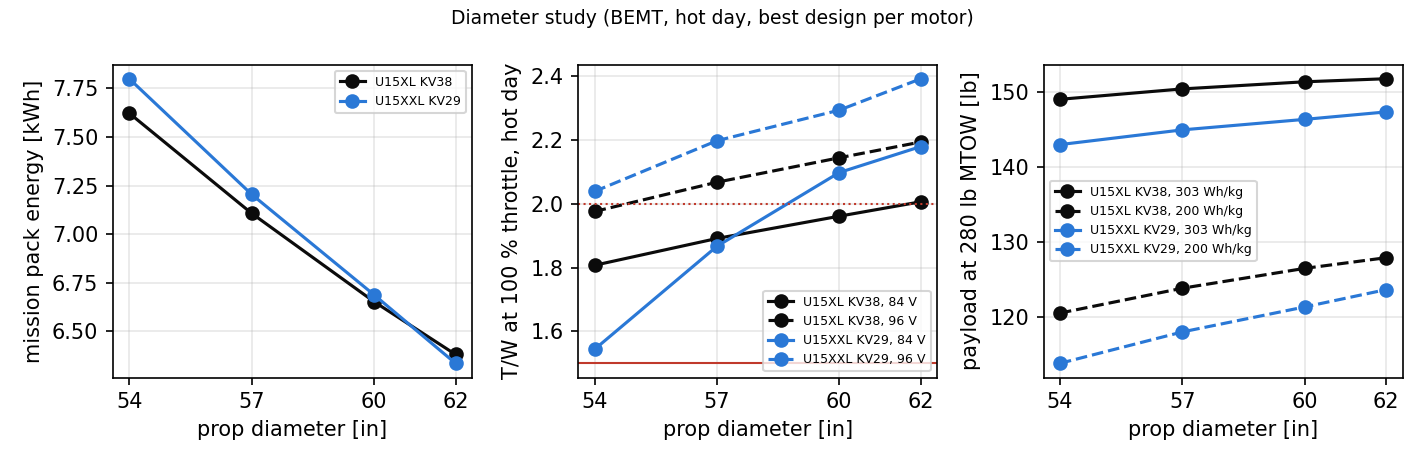 Diameter study (BEMT, hot day, best design per motor)
mission pack energy [kWh]
7.75
7.50
7.25
7.00
6.75
6.50
54
57
60
62
prop diameter [in]
U15XL KV38
U15XXL KV29
T/W at 100 % throttle, hot day
2.4
2.2
2.0
1.8
1.6
54
57
60
62
prop diameter [in]
U15XL KV38, 84 V
U15XL KV38, 96 V
U15XXL KV29, 84 V
U15XXL KV29, 96 V
payload at 280 lb MTOW [lb]
150
140
130
120
54
57
60
62
prop diameter [in]
U15XL KV38, 303 Wh/kg
U15XL KV38, 200 Wh/kg
U15XXL KV29, 303 Wh/kg
U15XXL KV29, 200 Wh/kg